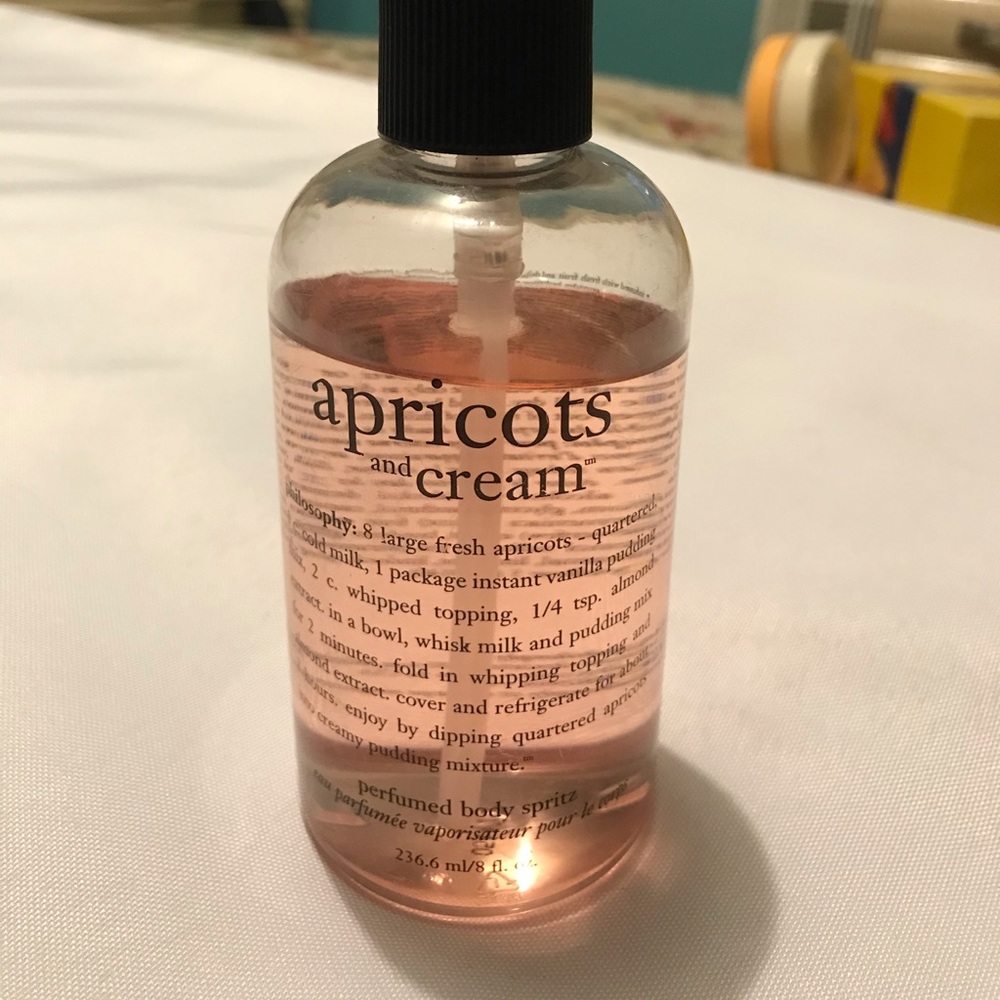 apricots
and cream™
philosophy: 8 large fresh apricots - quartered.
cold milk, 1 package instant vanilla pudding
2 c. whipped topping, 1/4 tsp. almond
extract. in a bowl, whisk milk and pudding mix
for 2 minutes. fold in whipping topping and
almond extract. cover and refrigerate for about
hours. enjoy by dipping quartered apricots
creamy pudding mixture.™
perfumed body spritz
eau parfumée vaporisateur pour le corps
236.6 ml/8 fl.